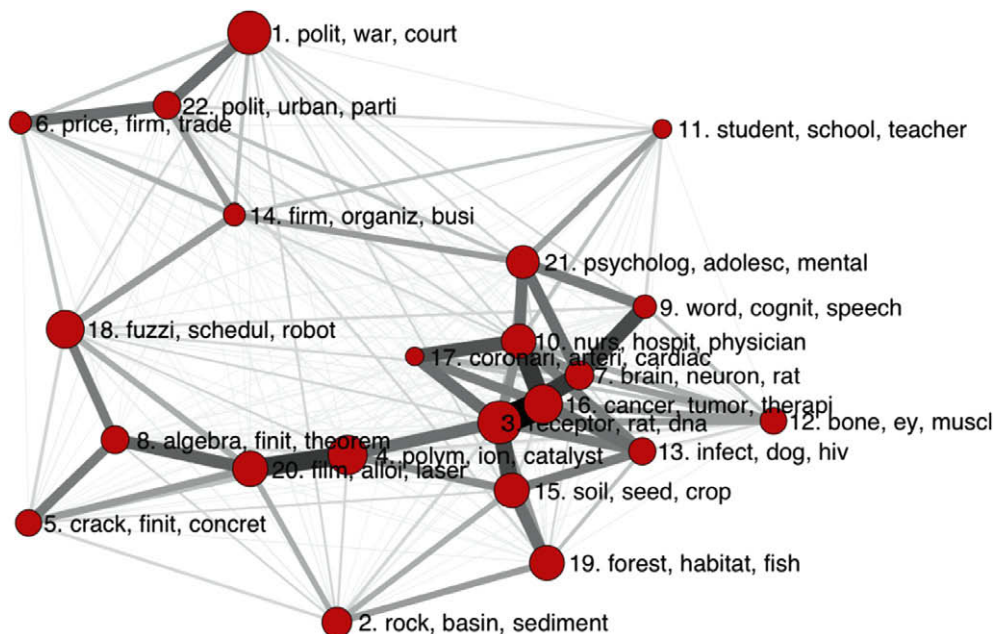 1. polit, war, court
22. polit, urban, parti
6. price, firm, trade
11. student, school, teacher
14. firm, organiz, busi
21. psycholog, adolesc, mental
9. word, cognit, speech
18. fuzzi, schedul, robot
10. nurs, hospit, physician
17. coronari, arteri, cardiac
7. brain, neuron, rat
16. cancer, tumor, therapi
3. receptor, rat, dna
12. bone, ey, muscl
8. algebra, finit, theorem
4. polym, ion, catalyst
13. infect, dog, hiv
20. film, alloi, laser
15. soil, seed, crop
5. crack, finit, concret
19. forest, habitat, fish
2. rock, basin, sediment